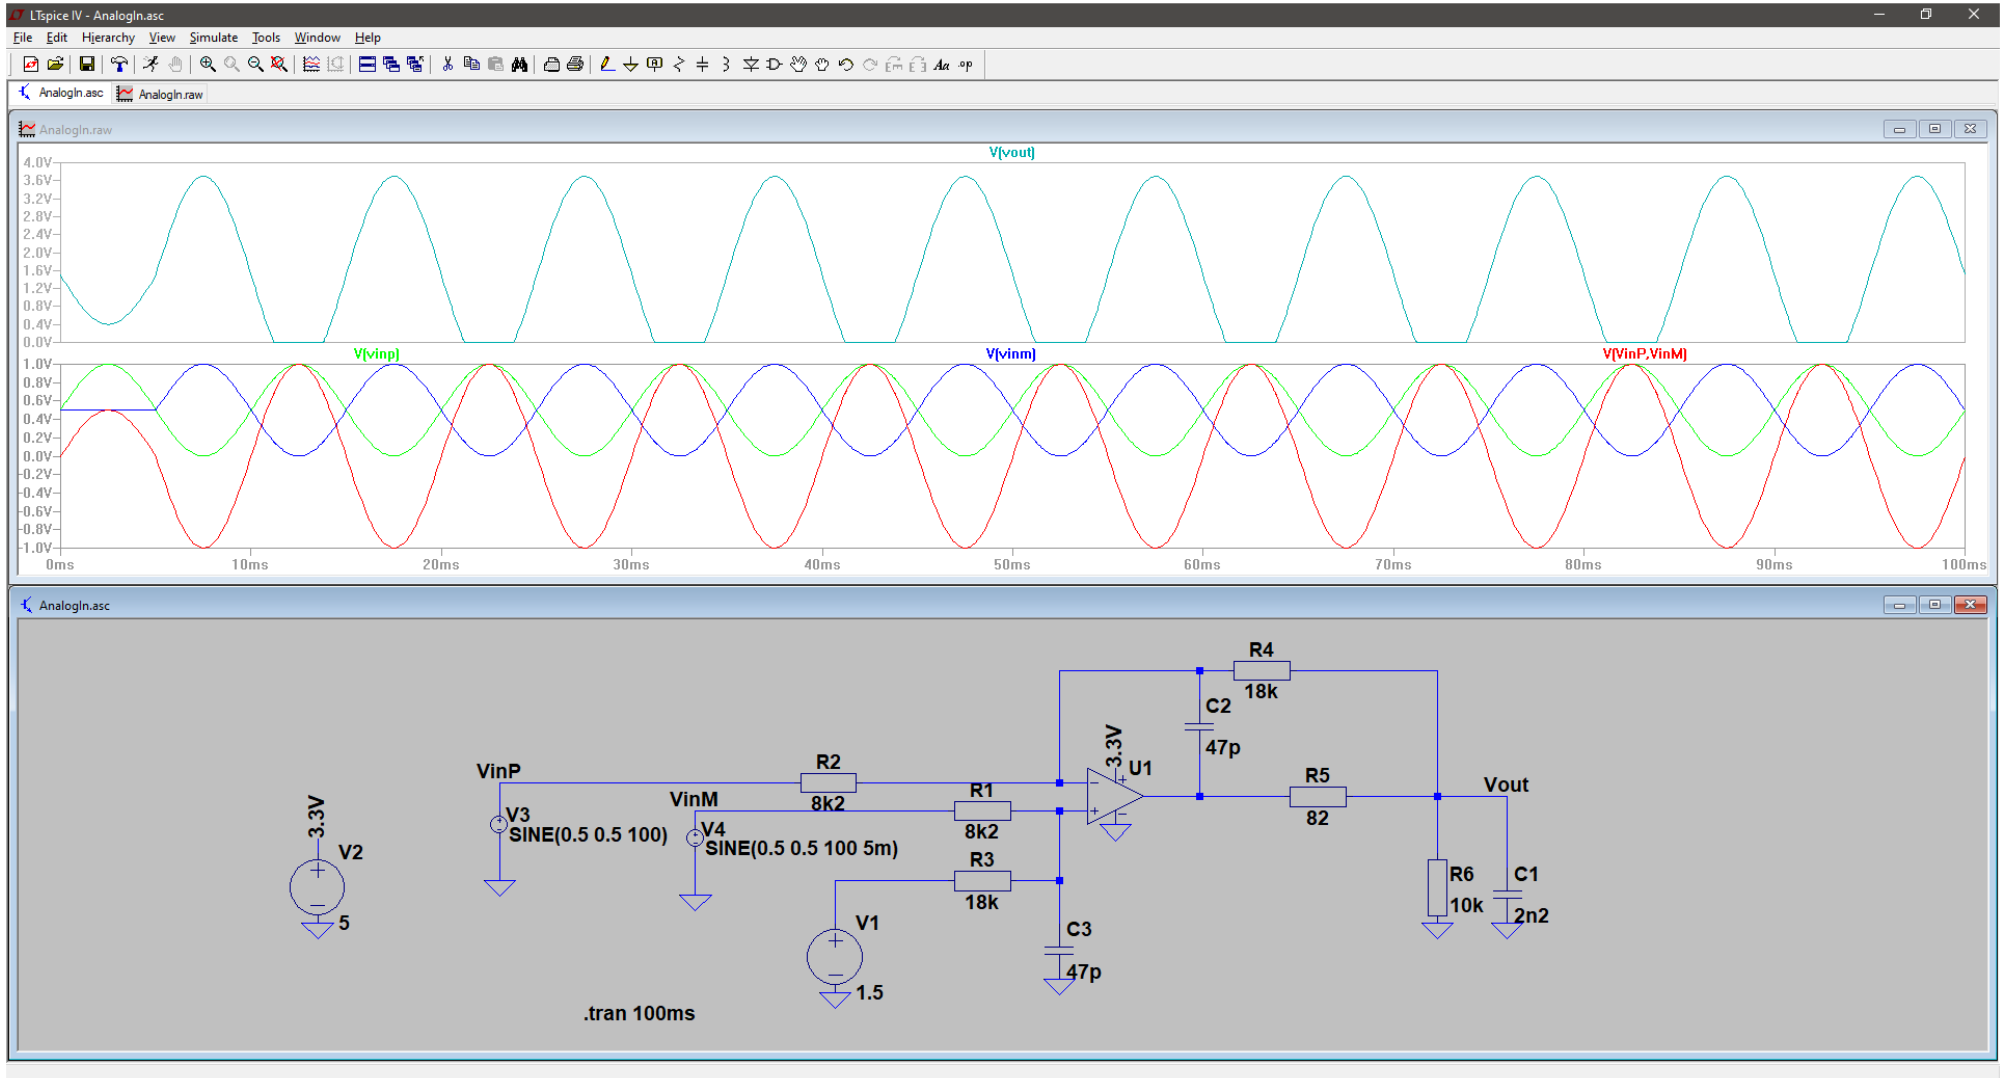 LTspice IV - AnalogIn.asc
File Edit Hierarchy View Simulate Tools Window Help
AnalogIn.asc AnalogIn.raw
AnalogIn.raw
V(vout)
4.0V
3.6V
3.2V
2.8V
2.4V
2.0V
1.6V
1.2V
0.8V
0.4V
0.0V
V(vinp) V(vinm) V(VinP,VinM)
1.0V
0.8V
0.6V
0.4V
0.2V
0.0V
-0.2V
-0.4V
-0.6V
-0.8V
-1.0V
0ms 10ms 20ms 30ms 40ms 50ms 60ms 70ms 80ms 90ms 100ms
AnalogIn.asc
R4
18k
C2
47p
3.3V
U1
R2
8k2
VinP
V3
SINE(0.5 0.5 100)
VinM
V4
SINE(0.5 0.5 100 5m)
R1
8k2
R3
18k
R5
82
Vout
3.3V
V2
5
V1
1.5
C3
47p
R6
10k
C1
2n2
.tran 100ms